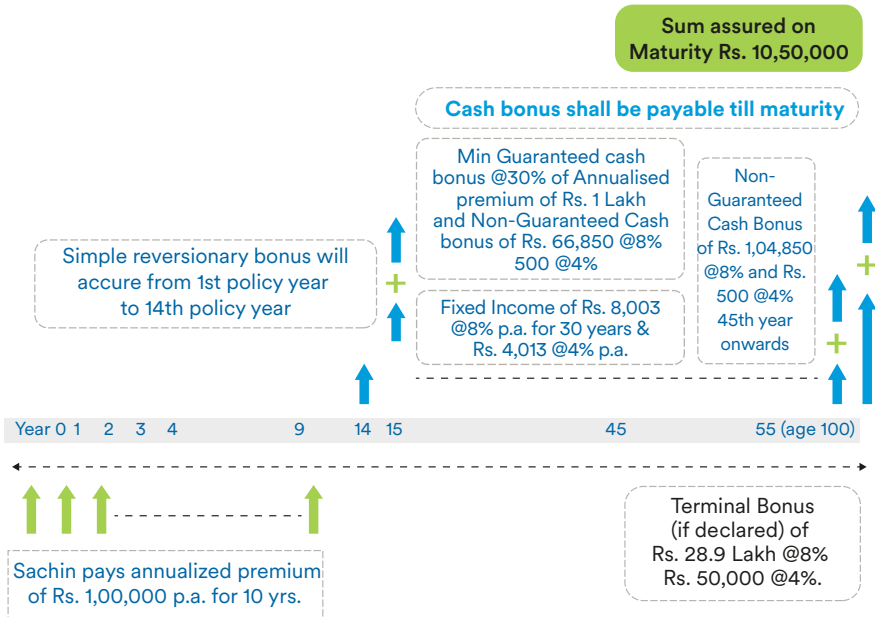 Sum assured on
Maturity Rs. 10,50,000
Cash bonus shall be payable till maturity
Min Guaranteed cash
bonus @30% of Annualised
premium of Rs. 1 Lakh
and Non-Guaranteed Cash
bonus of Rs. 66,850 @8%
500 @4%
Non-
Guaranteed
Cash Bonus
of Rs. 1,04,850
@8% and Rs.
500 @4%
45th year
onwards
Simple reversionary bonus will
accure from 1st policy year
to 14th policy year
+
+
+
Fixed Income of Rs. 8,003
@8% p.a. for 30 years &
Rs. 4,013 @4% p.a.
Year 0 1 2 3 4 9 14 15 45 55 (age 100)
Sachin pays annualized premium
of Rs. 1,00,000 p.a. for 10 yrs.
Terminal Bonus
(if declared) of
Rs. 28.9 Lakh @8%
Rs. 50,000 @4%.